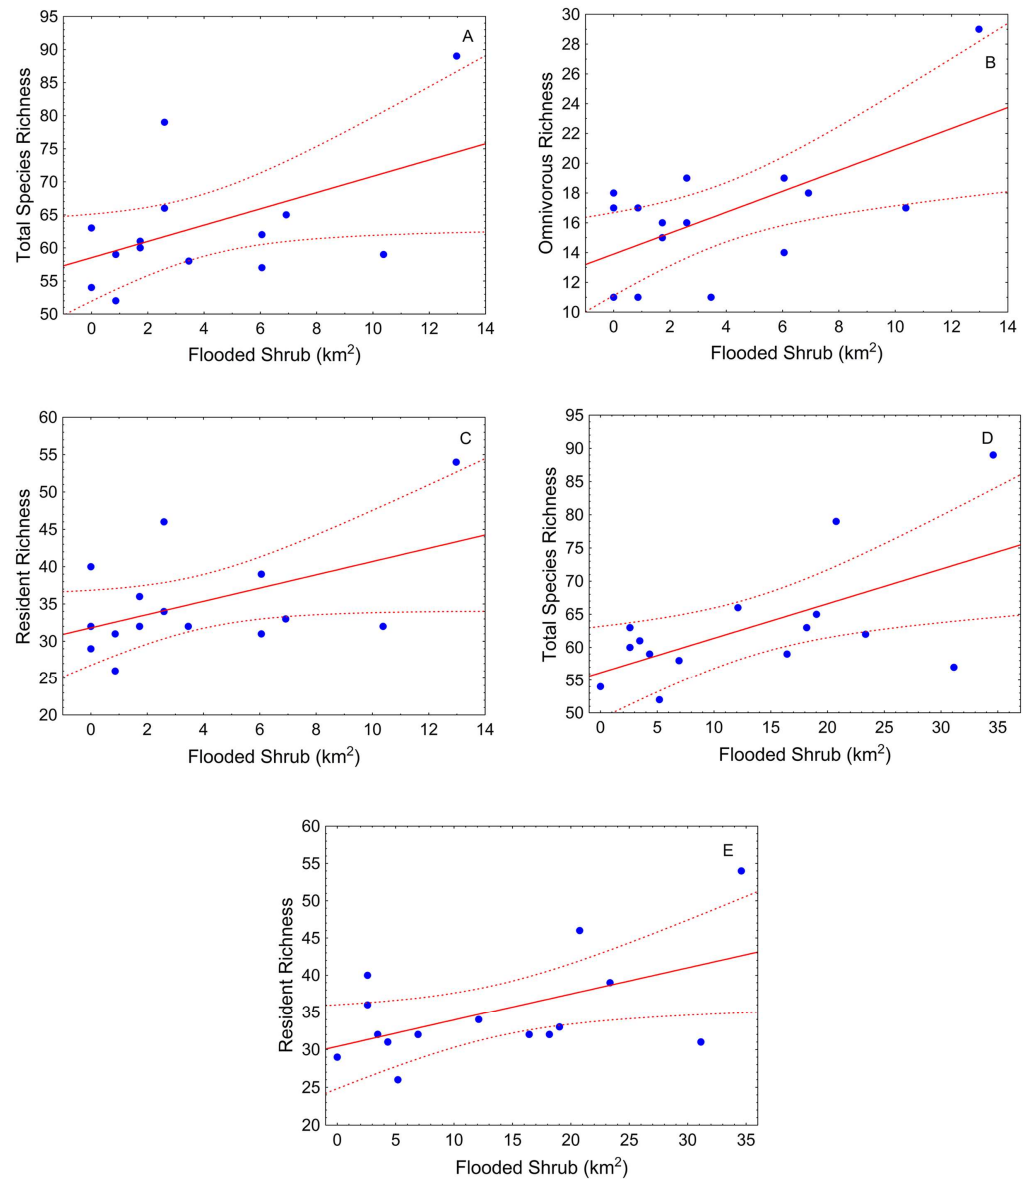 A
Total Species Richness
95
90
85
80
75
70
65
60
55
50
0 2 4 6 8 10 12 14
Flooded Shrub (km²)
B
Omnivorous Richness
30
28
26
24
22
20
18
16
14
12
10
0 2 4 6 8 10 12 14
Flooded Shrub (km²)
C
Resident Richness
60
55
50
45
40
35
30
25
20
0 2 4 6 8 10 12 14
Flooded Shrub (km²)
D
Total Species Richness
95
90
85
80
75
70
65
60
55
50
0 5 10 15 20 25 30 35
Flooded Shrub (km²)
E
Resident Richness
60
55
50
45
40
35
30
25
20
0 5 10 15 20 25 30 35
Flooded Shrub (km²)